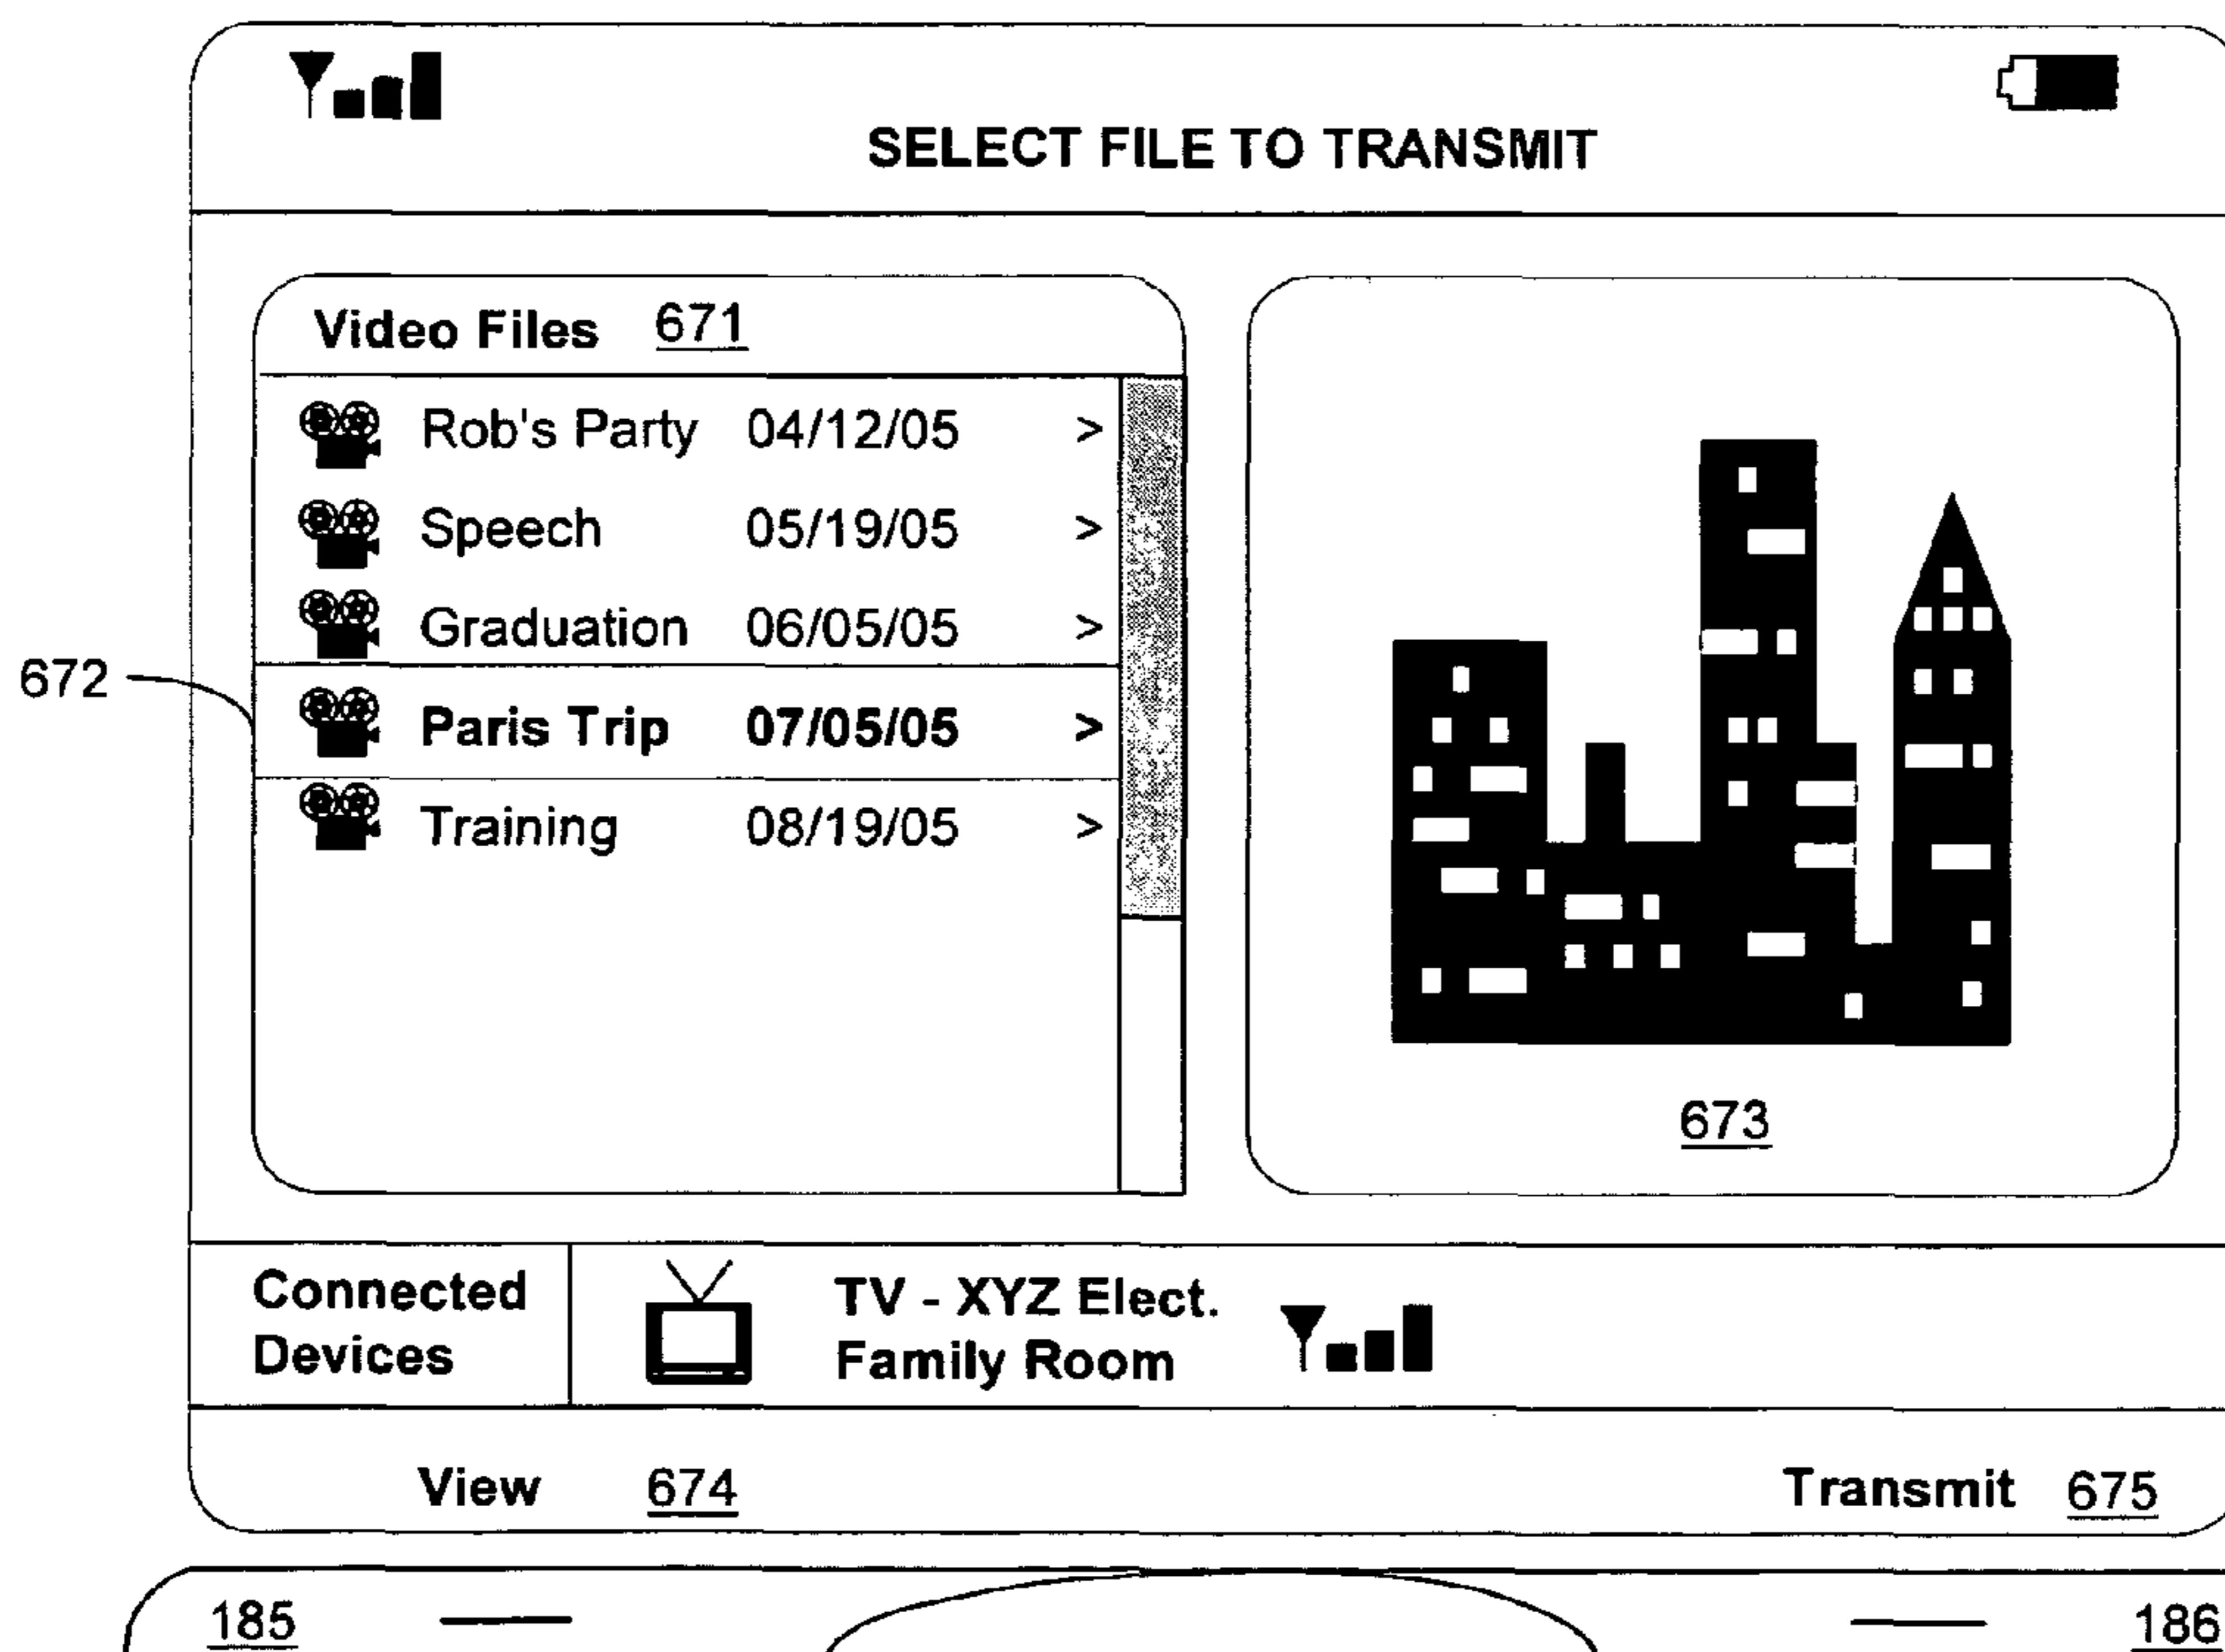 SELECT FILE TO TRANSMIT
Video Files 671
Rob's Party 04/12/05 >
Speech 05/19/05 >
Graduation 06/05/05 >
672
Paris Trip 07/05/05 >
Training 08/19/05 >
673
Connected
Devices
TV - XYZ Elect.
Family Room
View 674
Transmit 675
185
186